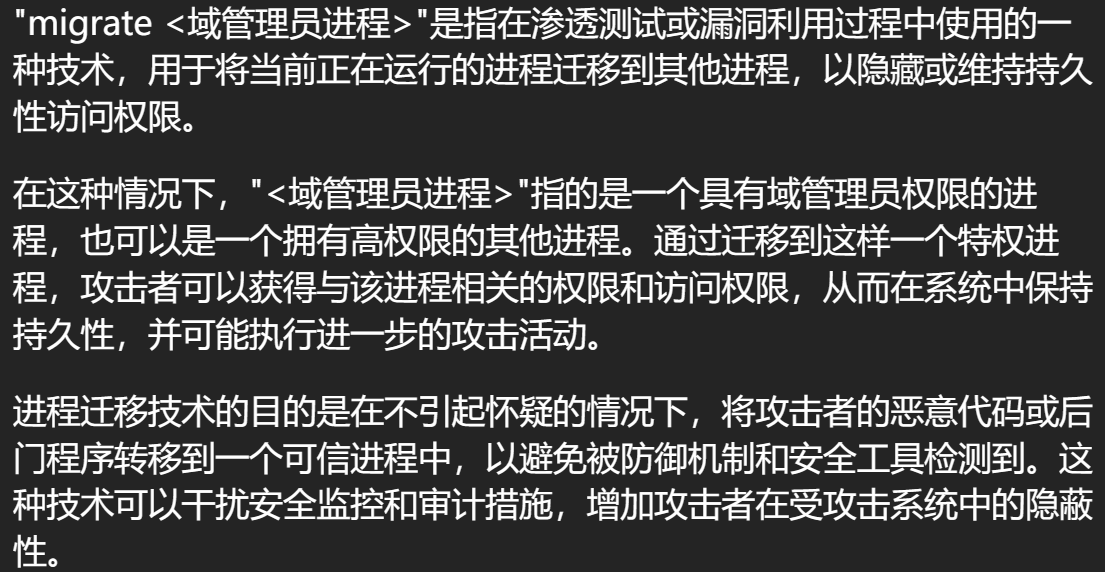 "migrate <域管理员进程>"是指在渗透测试或漏洞利用过程中使用的一
种技术，用于将当前正在运行的进程迁移到其他进程，以隐藏或维持持久
性访问权限。
在这种情况下，"<域管理员进程>"指的是一个具有域管理员权限的进
程，也可以是一个拥有高权限的其他进程。通过迁移到这样一个特权进
程，攻击者可以获得与该进程相关的权限和访问权限，从而在系统中保持
持久性，并可能执行进一步的攻击活动。
进程迁移技术的目的是在不引起怀疑的情况下，将攻击者的恶意代码或后
门程序转移到一个可信进程中，以避免被防御机制和安全工具检测到。这
种技术可以干扰安全监控和审计措施，增加攻击者在受攻击系统中的隐蔽
性。